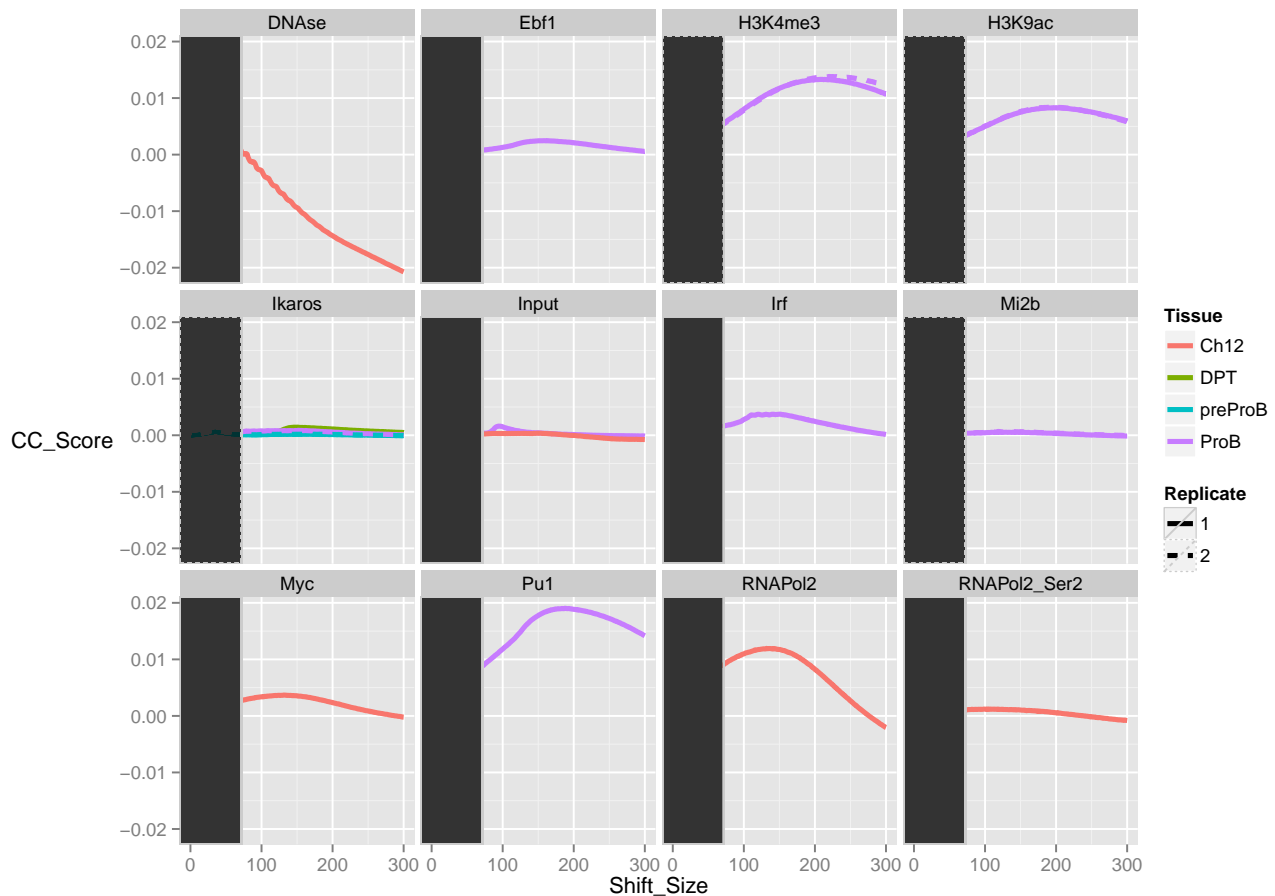 DNAse Ebf1 H3K4me3 H3K9ac
0.02
0.01
0.00
−0.01
−0.02
Ikaros Input Irf Mi2b
0.02
0.01
0.00
−0.01
−0.02
CC_Score
Myc Pu1 RNAPol2 RNAPol2_Ser2
0.02
0.01
0.00
−0.01
−0.02
0 100 200 300 0 100 200 300 0 100 200 300 0 100 200 300
Shift_Size
Tissue
Ch12
DPT
preProB
ProB
Replicate
1
2